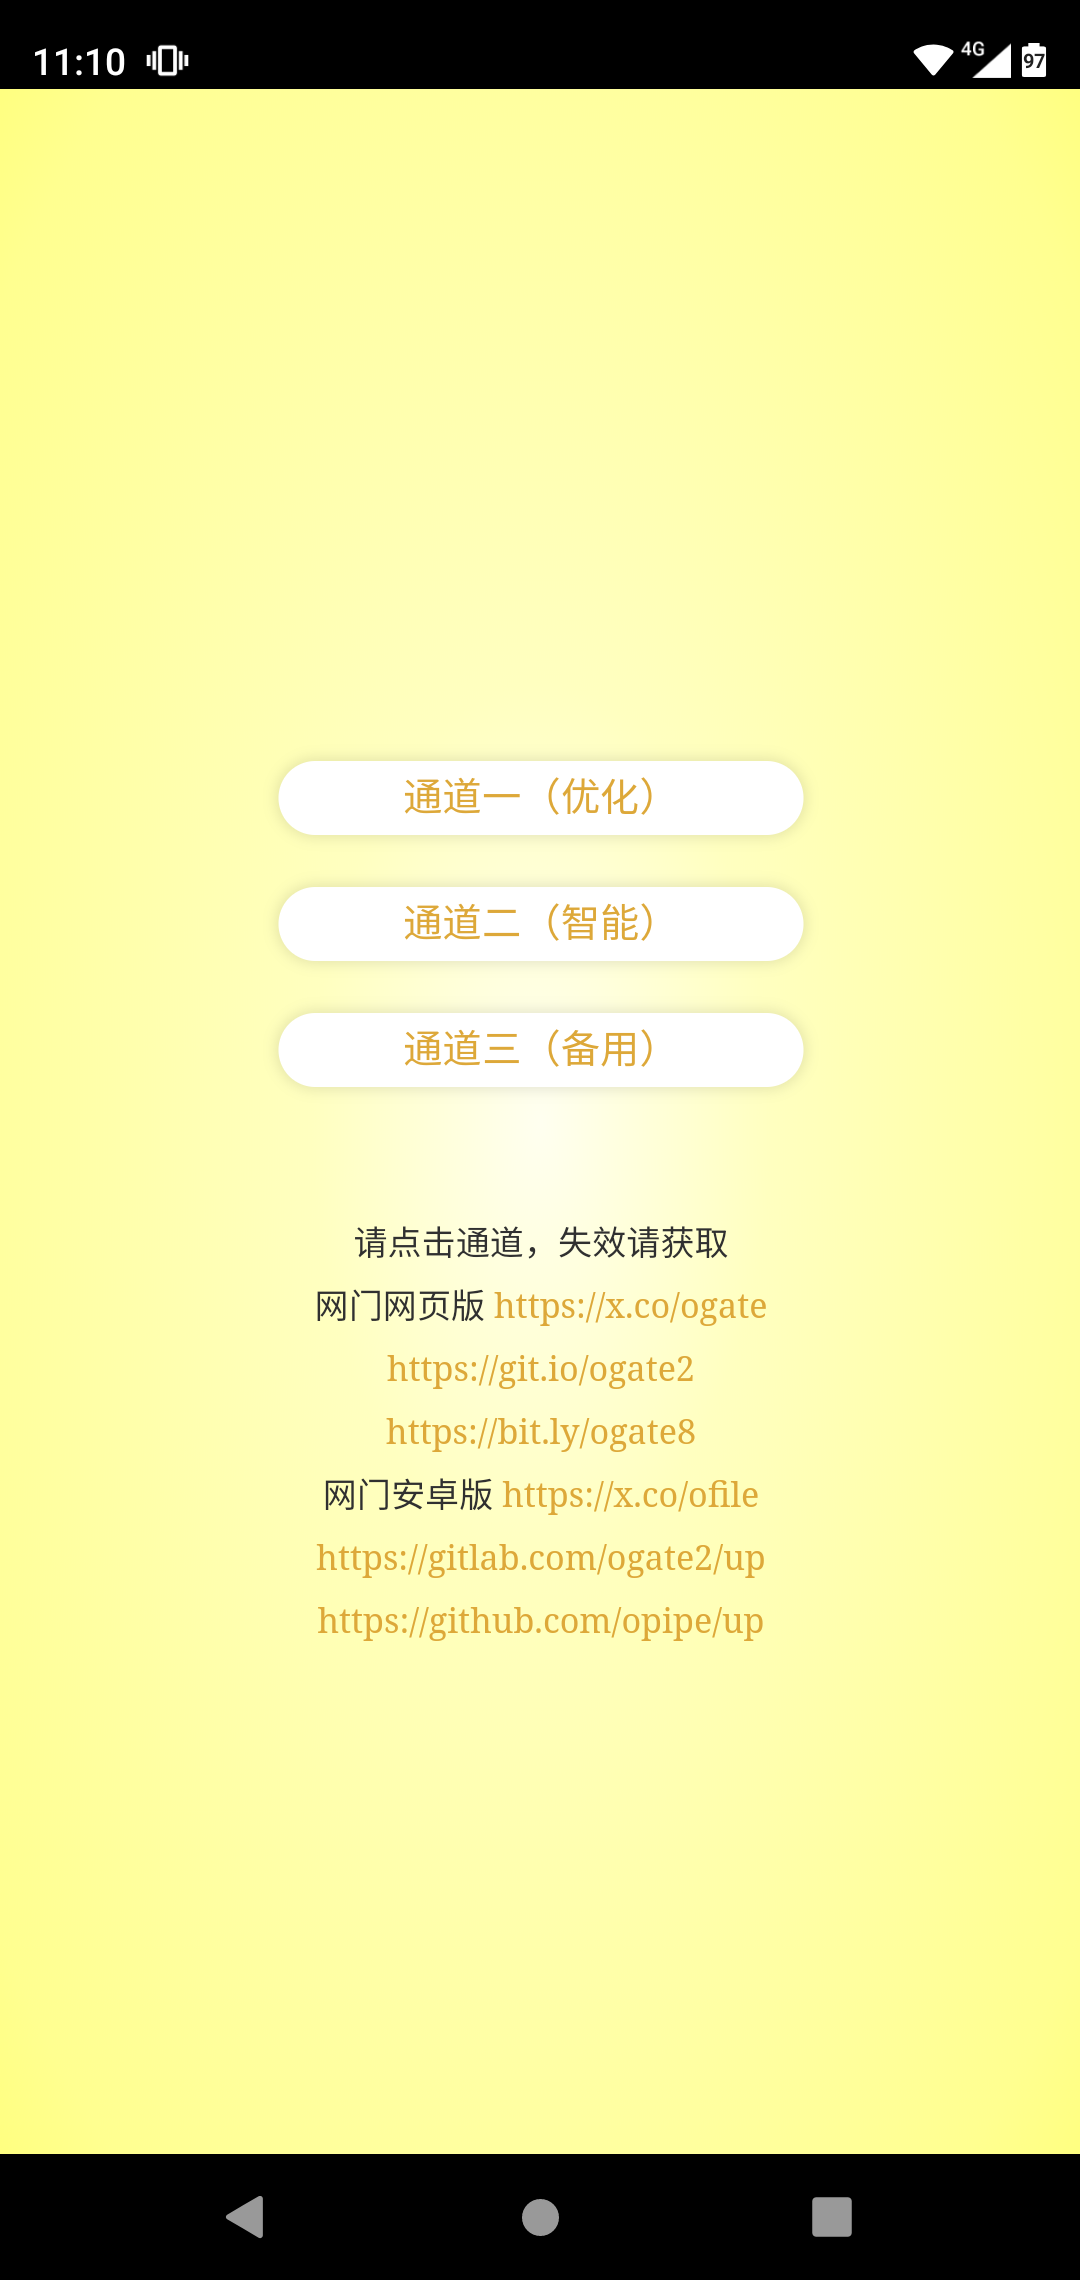 11:10
4G
97
通道一（优化）
通道二（智能）
通道三（备用）
请点击通道，失效请获取
网门网页版 https://x.co/ogate
https://git.io/ogate2
https://bit.ly/ogate8
网门安卓版 https://x.co/ofile
https://gitlab.com/ogate2/up
https://github.com/opipe/up